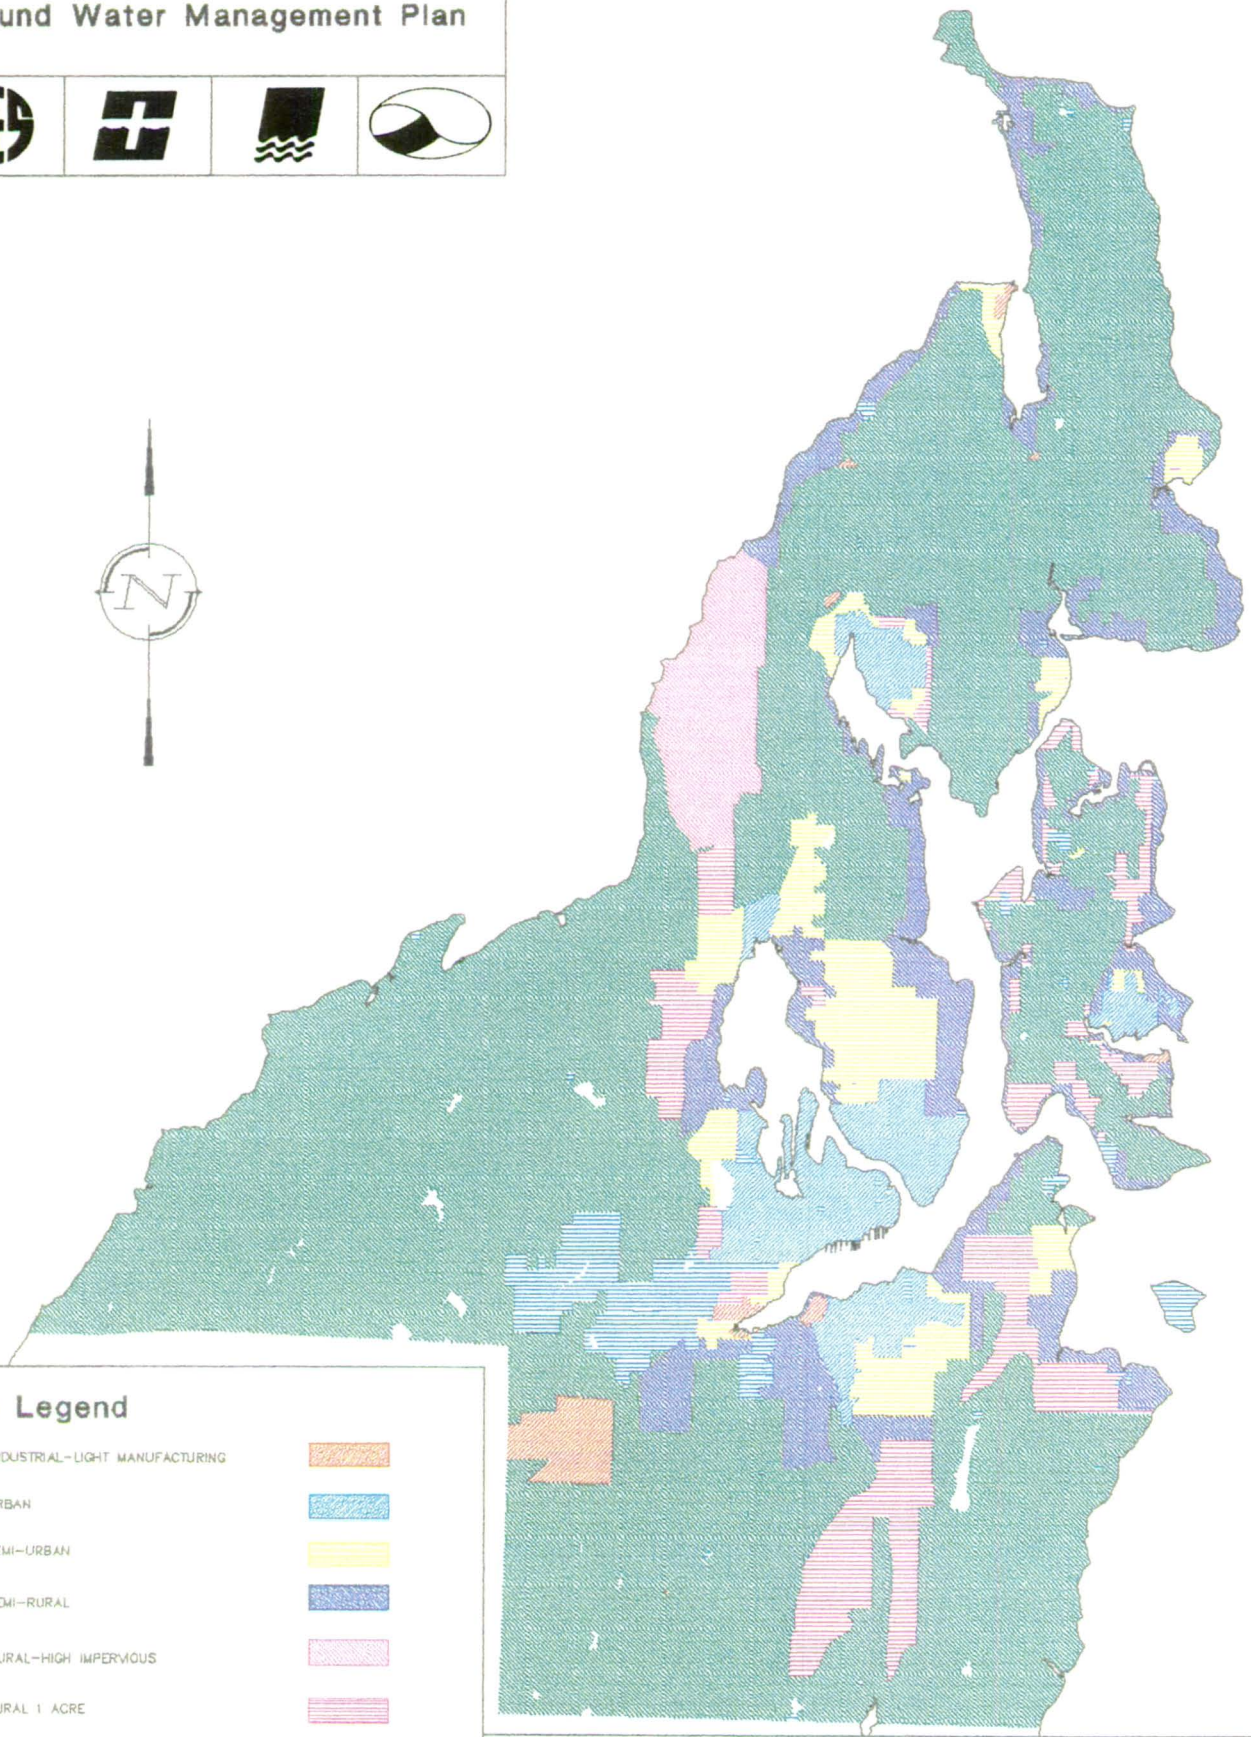 und Water Management Plan
ES
N
Legend
DUSTRIAL-LIGHT MANUFACTURING
RBAN
MI-URBAN
MI-RURAL
URAL-HIGH IMPERVIOUS
URAL 1 ACRE